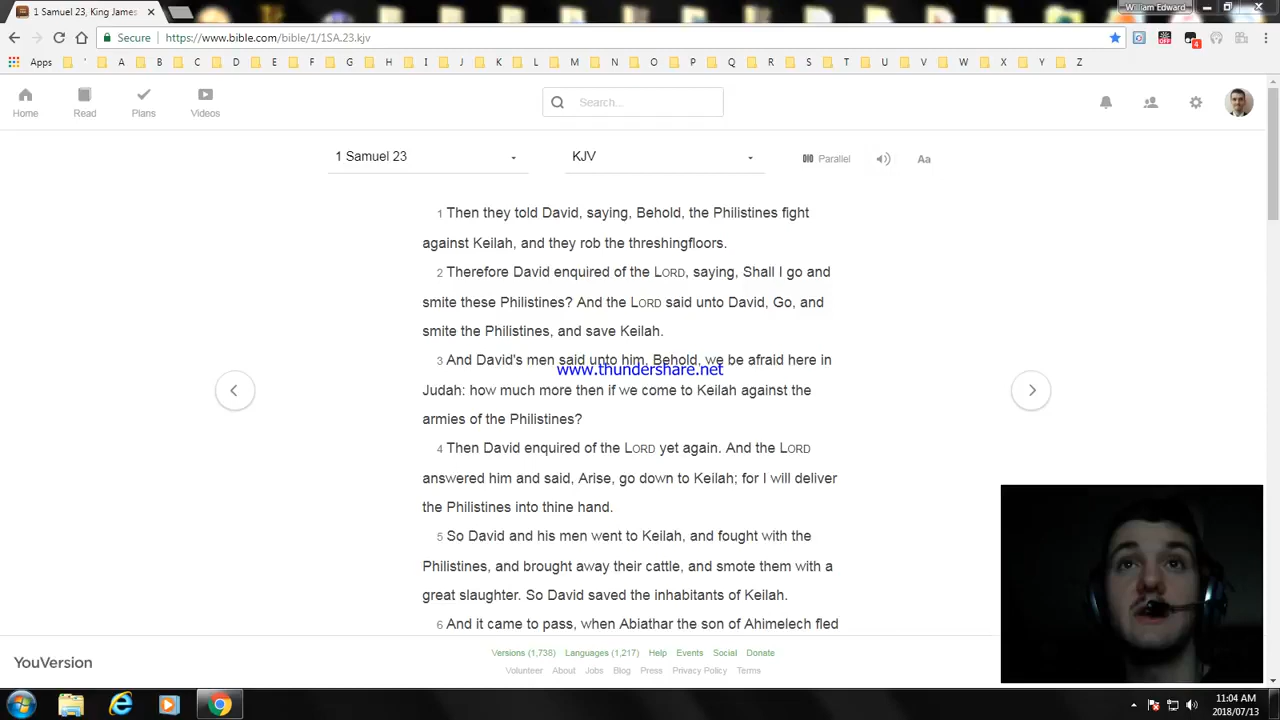 1 Samuel 23, King James
William Edward
Secure https://www.bible.com/bible/1/1SA.23.kjv
OFF
4
Apps ' A B C D E F G H I J K L M N O P Q R S T U V W X Y Z
Home Read Plans Videos
Search...
1 Samuel 23
KJV
Parallel
Aa
1 Then they told David, saying, Behold, the Philistines fight
against Keilah, and they rob the threshingfloors.
2 Therefore David enquired of the LORD, saying, Shall I go and
smite these Philistines? And the LORD said unto David, Go, and
smite the Philistines, and save Keilah.
3 And David's men said unto him, Behold, we be afraid here in
www.thundershare.net
Judah: how much more then if we come to Keilah against the
armies of the Philistines?
4 Then David enquired of the LORD yet again. And the LORD
answered him and said, Arise, go down to Keilah; for I will deliver
the Philistines into thine hand.
5 So David and his men went to Keilah, and fought with the
Philistines, and brought away their cattle, and smote them with a
great slaughter. So David saved the inhabitants of Keilah.
6 And it came to pass, when Abiathar the son of Ahimelech fled
YouVersion
Versions (1,738) Languages (1,217) Help Events Social Donate
Volunteer About Jobs Blog Press Privacy Policy Terms
11:04 AM
2018/07/13